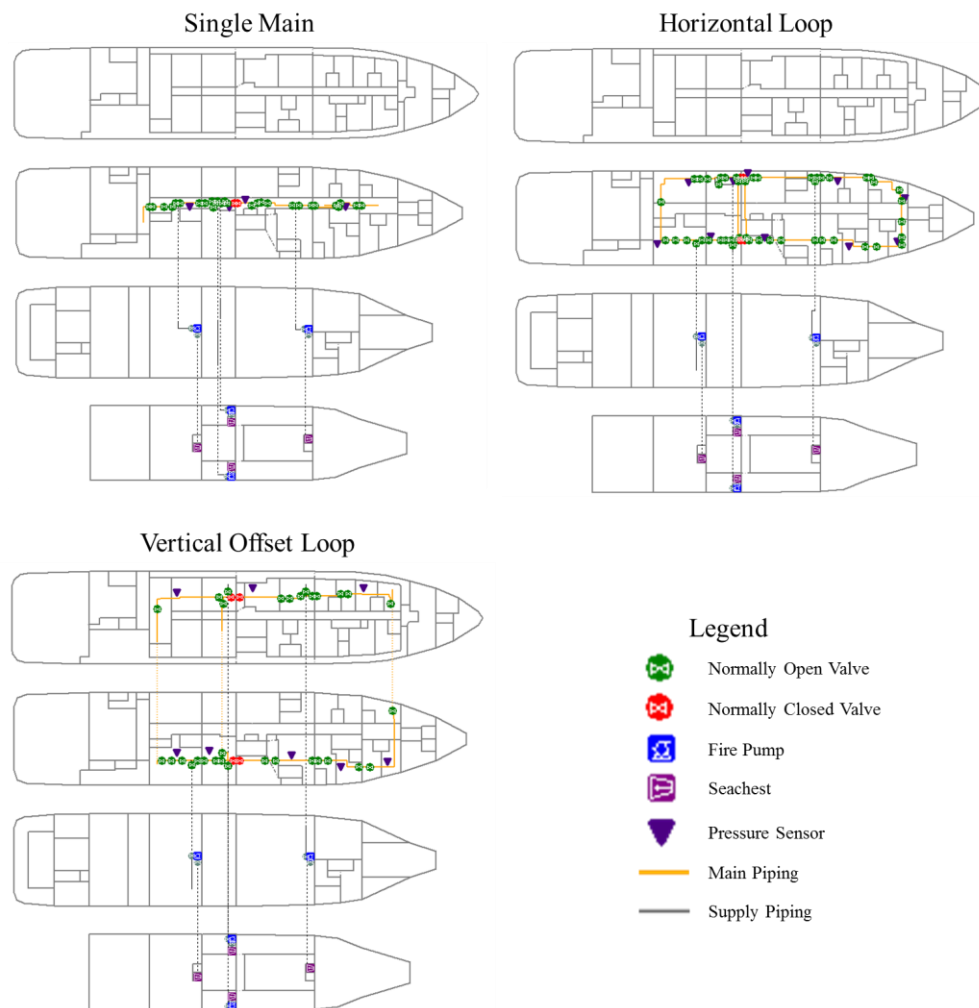 Single Main
Horizontal Loop
Vertical Offset Loop
Legend
Normally Open Valve
Normally Closed Valve
Fire Pump
Seachest
Pressure Sensor
Main Piping
Supply Piping